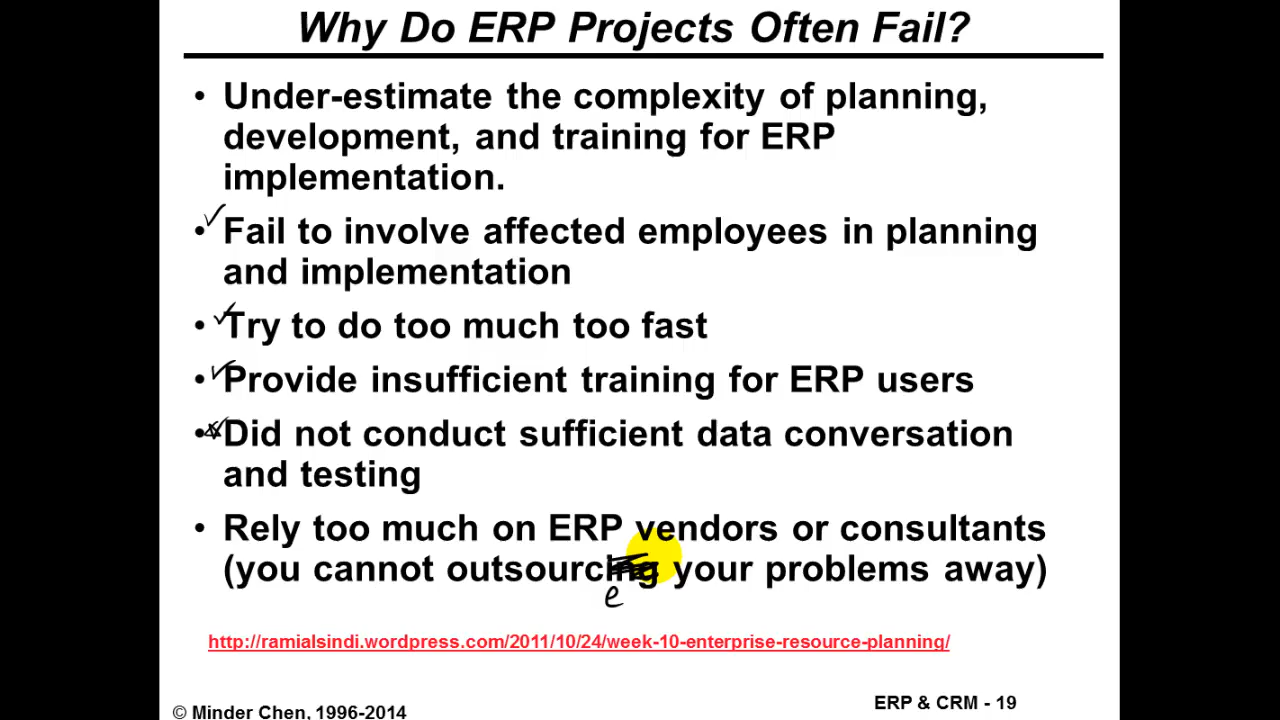 Why Do ERP Projects Often Fail?
• Under-estimate the complexity of planning,
development, and training for ERP
implementation.
• Fail to involve affected employees in planning
and implementation
• Try to do too much too fast
• Provide insufficient training for ERP users
• Did not conduct sufficient data conversation
and testing
• Rely too much on ERP vendors or consultants
(you cannot outsourcing your problems away)
e
http://ramialsindi.wordpress.com/2011/10/24/week-10-enterprise-resource-planning/
ERP & CRM - 19
© Minder Chen, 1996-2014